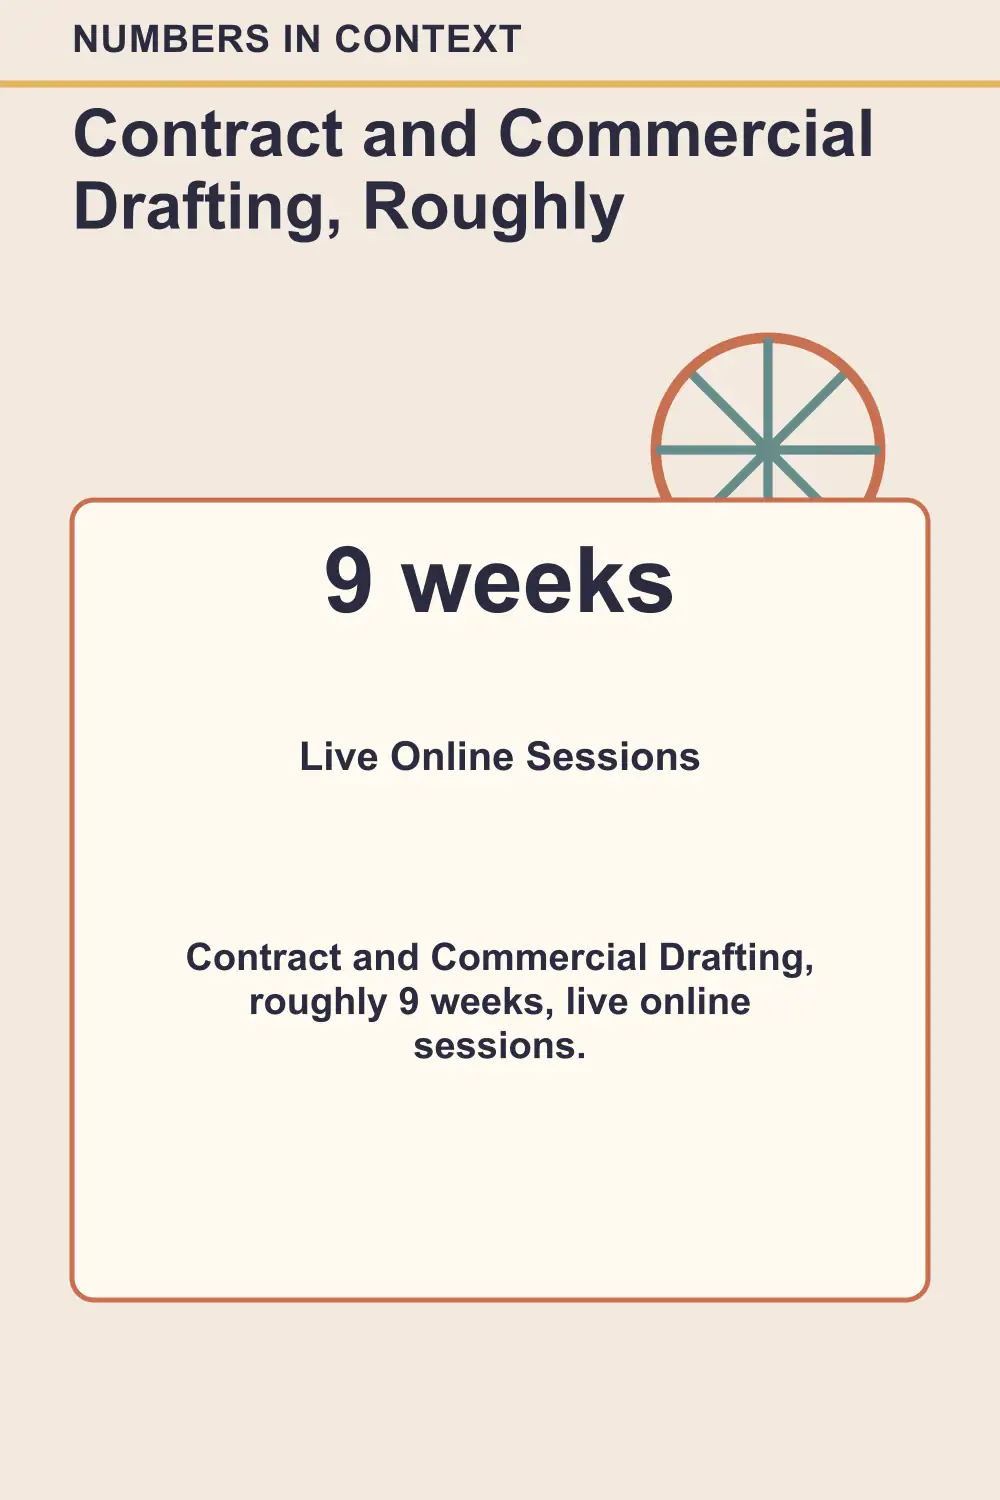 NUMBERS IN CONTEXT
Contract and Commercial
Drafting, Roughly
9 weeks
Live Online Sessions
Contract and Commercial Drafting,
roughly 9 weeks, live online
sessions.